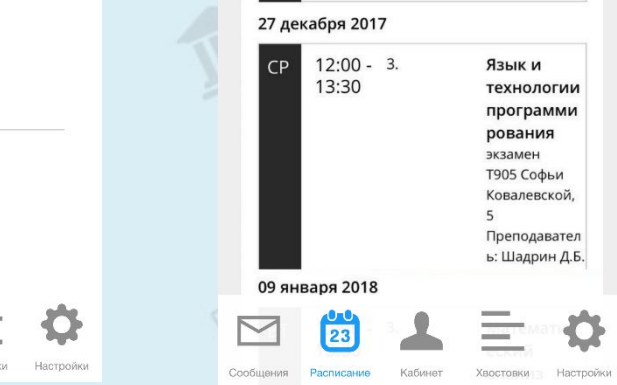 27 декабря 2017
СР 12:00 - 3. Язык и
13:30 технологии
программи
рования
экзамен
Т905 Софьи
Ковалевской,
5
Преподавател
ь: Шадрин Д.Б.
09 января 2018
23
Сообщения Расписание Кабинет Хвостовки Настройки
ки Настройки